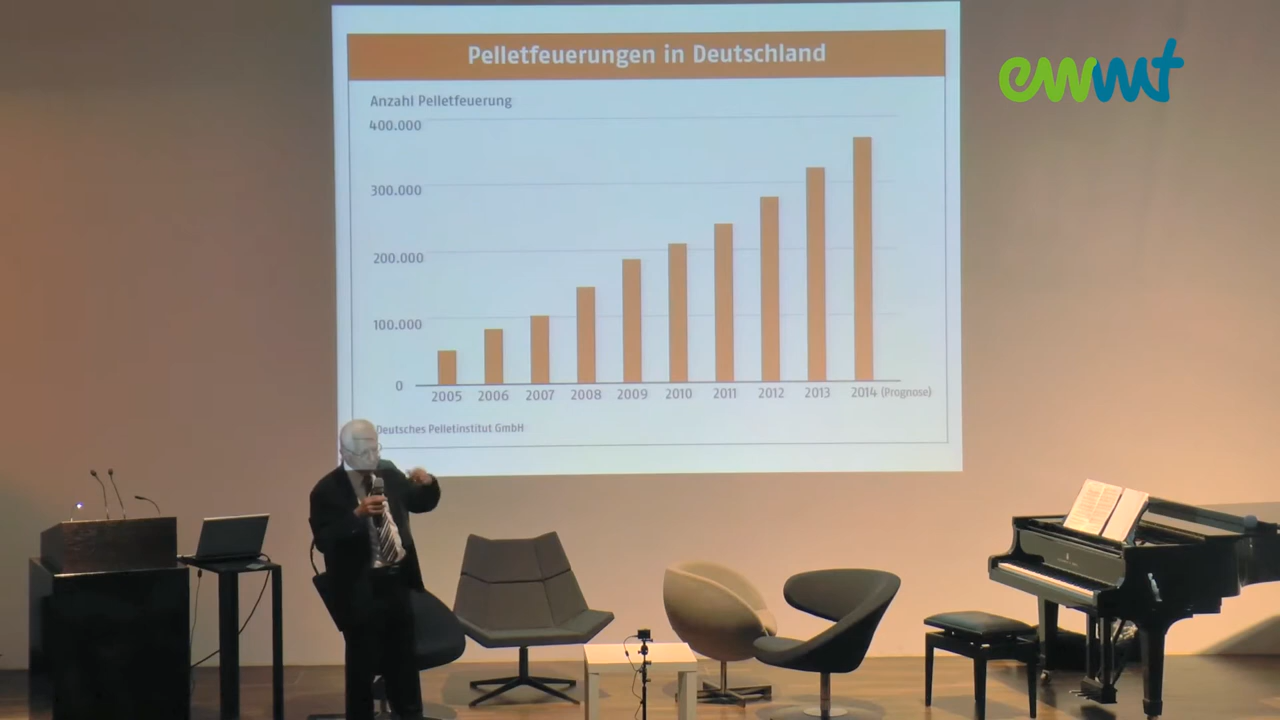 Pelletfeuerungen in Deutschland
ewmt
Anzahl Pelletfeuerung
400.000
300.000
200.000
100.000
0
2005 2006 2007 2008 2009 2010 2011 2012 2013 2014 (Prognose)
Deutsches Pelletinstitut GmbH